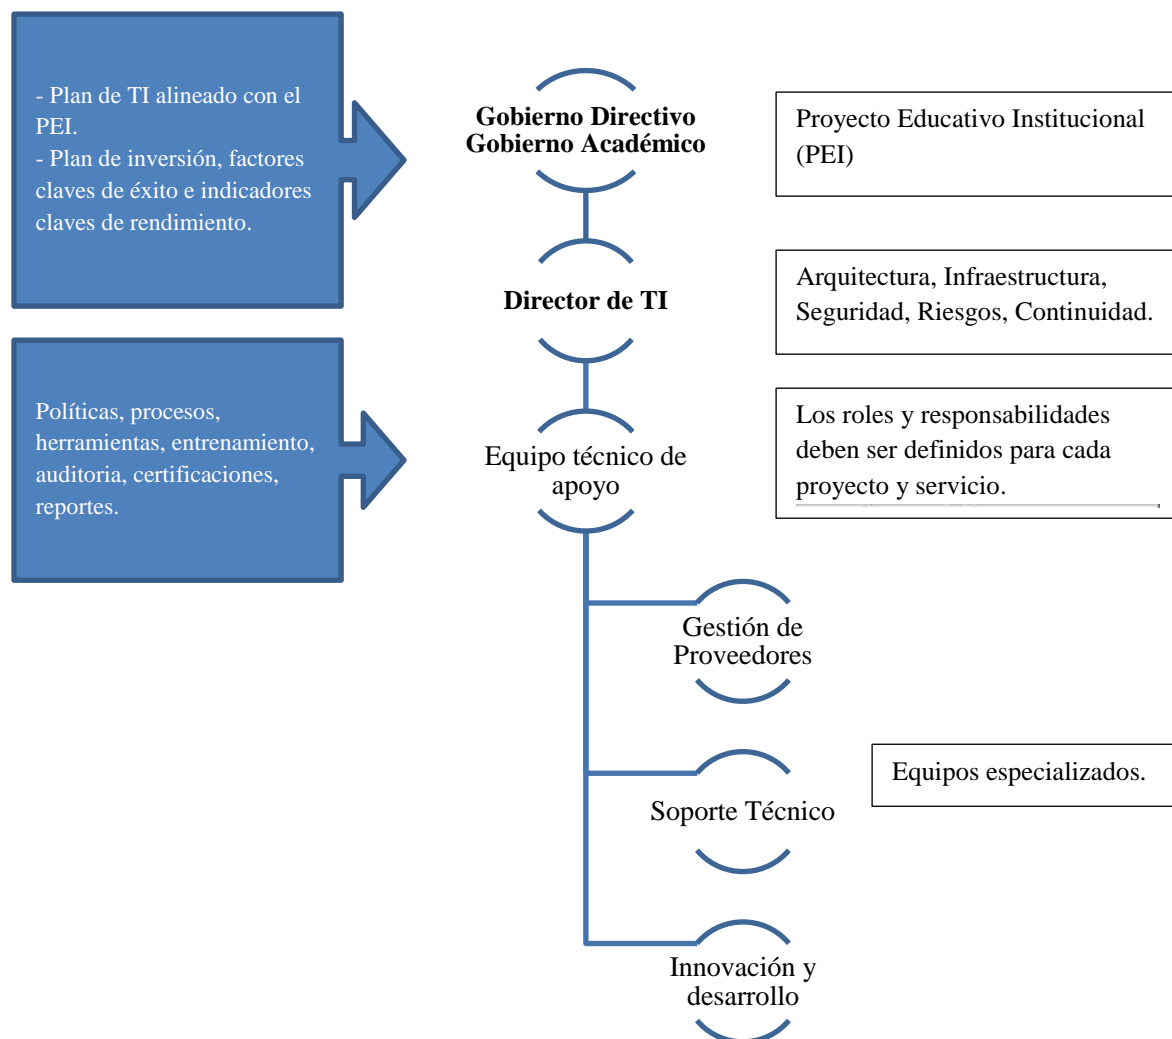 - Plan de TI alineado con el
PEI.
- Plan de inversión, factores
claves de éxito e indicadores
claves de rendimiento.
Gobierno Directivo
Gobierno Académico
Proyecto Educativo Institucional
(PEI)
Director de TI
Arquitectura, Infraestructura,
Seguridad, Riesgos, Continuidad.
Políticas, procesos,
herramientas, entrenamiento,
auditoria, certificaciones,
reportes.
Equipo técnico de
apoyo
Los roles y responsabilidades
deben ser definidos para cada
proyecto y servicio.
Gestión de
Proveedores
Soporte Técnico
Equipos especializados.
Innovación y
desarrollo